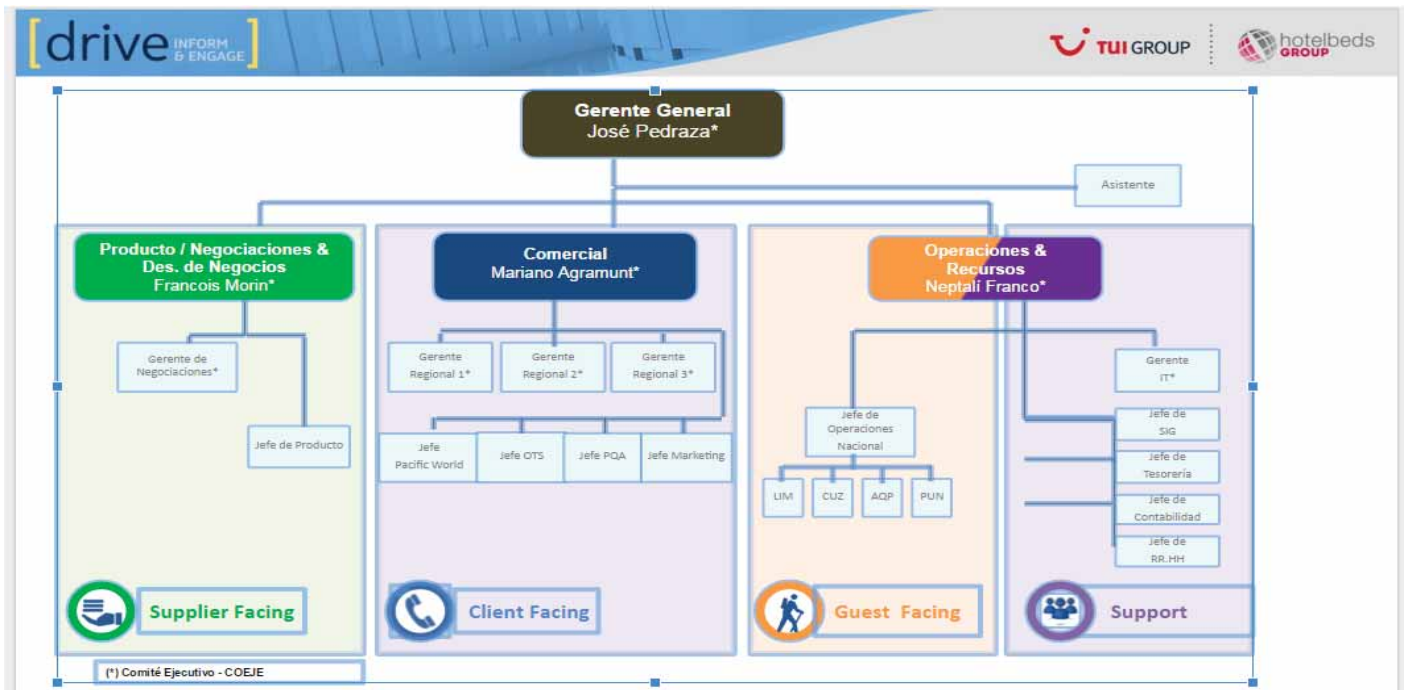 [drive INFORM & ENGAGE]
TUI GROUP
hotelbeds GROUP
Gerente General
José Pedraza*
Asistente
Producto / Negociaciones &
Des. de Negocios
Francois Morin*
Comercial
Mariano Agramunt*
Operaciones &
Recursos
Neptalí Franco*
Gerente de
Negociaciones*
Jefe de Producto
Gerente
Regional 1*
Gerente
Regional 2*
Gerente
Regional 3*
Jefe
Pacific World
Jefe OTS
Jefe PQA
Jefe Marketing
Jefe de
Operaciones
Nacional
LIM
CUZ
AQP
PUN
Gerente
IT*
Jefe de
SIG
Jefe de
Tesorería
Jefe de
Contabilidad
Jefe de
RR.HH
Supplier Facing
Client Facing
Guest Facing
Support
(*) Comité Ejecutivo - COEJE